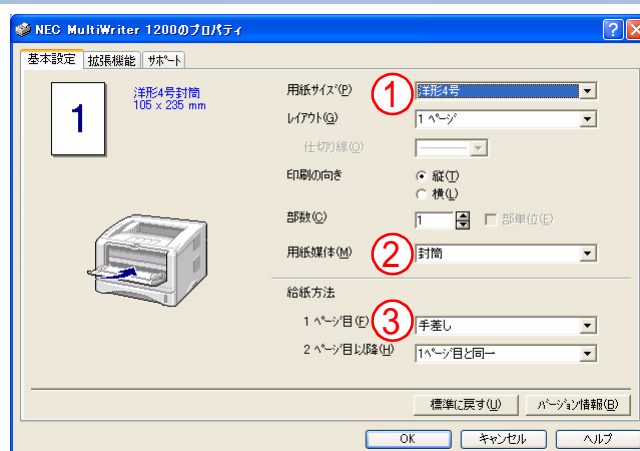 NEC MultiWriter 1200のプロパティ
基本設定 拡張機能 サポート
1
洋形4号封筒
105 x 235 mm
用紙サイズ(P) ① 洋形4号
レイアウト(G) 1 ページ
仕切り線(O)
印刷の向き 縦(T)
横(L)
部数(C) 1 部単位(E)
用紙媒体(M) ② 封筒
給紙方法
1 ページ目(F) ③ 手差し
2 ページ目以降(H) 1ページ目と同一
標準に戻す(U) バージョン情報(B)
OK キャンセル ヘルプ